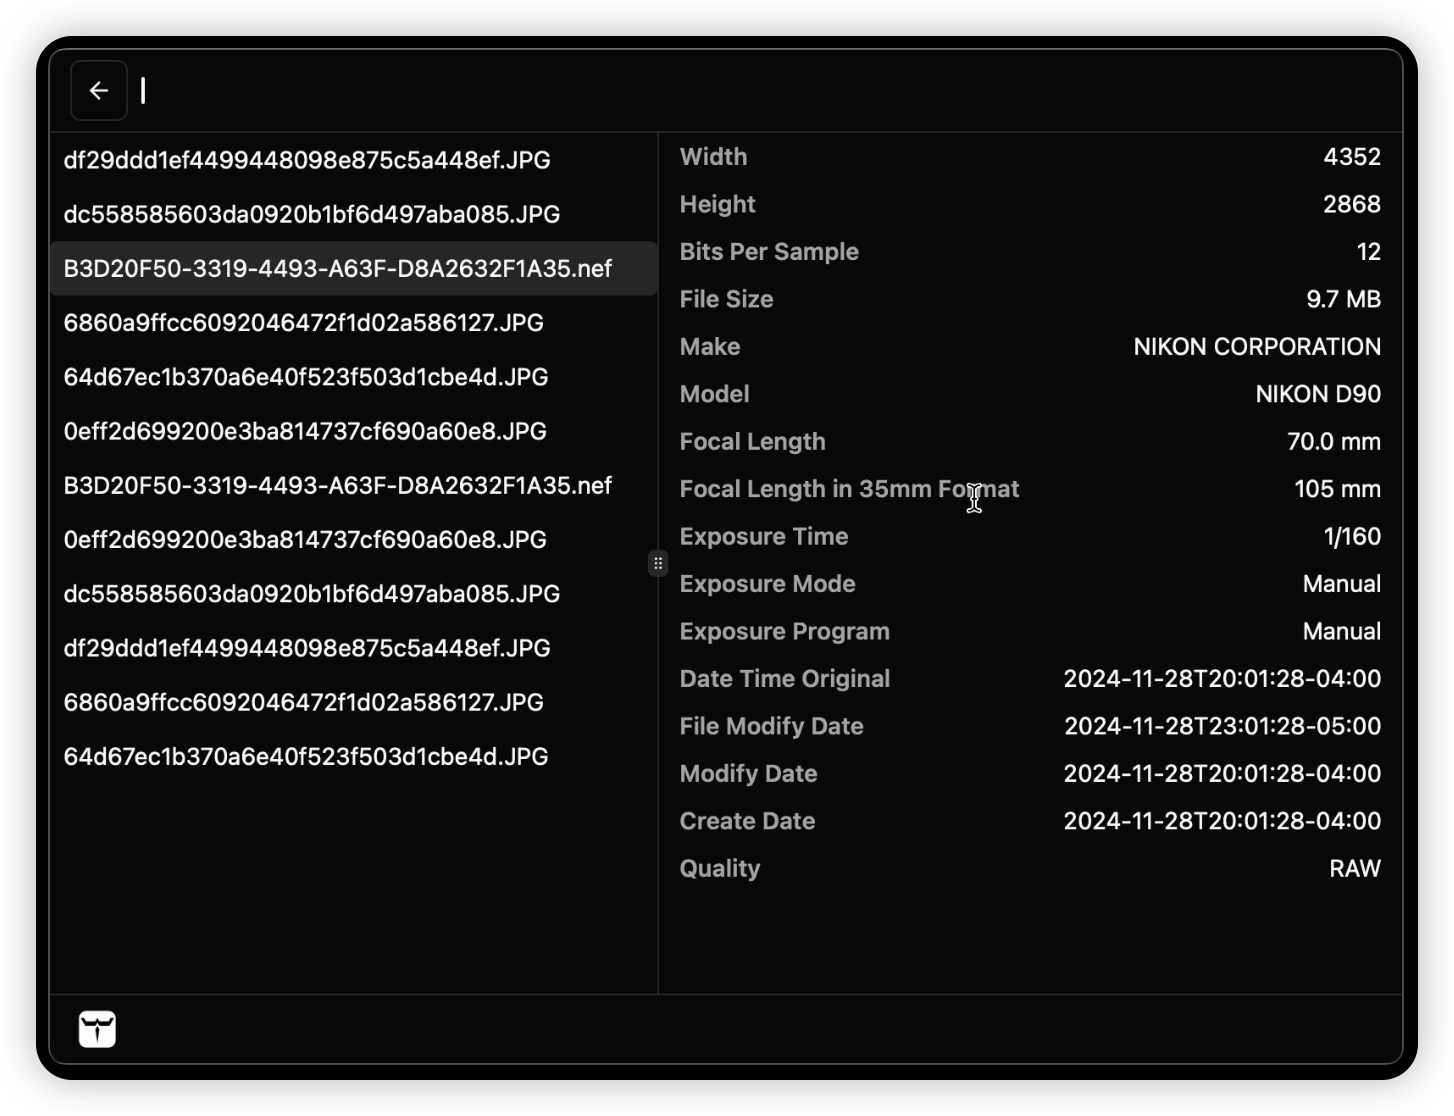 df29ddd1ef4499448098e875c5a448ef.JPG
dc558585603da0920b1bf6d497aba085.JPG
B3D20F50-3319-4493-A63F-D8A2632F1A35.nef
6860a9ffcc6092046472f1d02a586127.JPG
64d67ec1b370a6e40f523f503d1cbe4d.JPG
0eff2d699200e3ba814737cf690a60e8.JPG
B3D20F50-3319-4493-A63F-D8A2632F1A35.nef
0eff2d699200e3ba814737cf690a60e8.JPG
dc558585603da0920b1bf6d497aba085.JPG
df29ddd1ef4499448098e875c5a448ef.JPG
6860a9ffcc6092046472f1d02a586127.JPG
64d67ec1b370a6e40f523f503d1cbe4d.JPG
Width 4352
Height 2868
Bits Per Sample 12
File Size 9.7 MB
Make NIKON CORPORATION
Model NIKON D90
Focal Length 70.0 mm
Focal Length in 35mm Format 105 mm
Exposure Time 1/160
Exposure Mode Manual
Exposure Program Manual
Date Time Original 2024-11-28T20:01:28-04:00
File Modify Date 2024-11-28T23:01:28-05:00
Modify Date 2024-11-28T20:01:28-04:00
Create Date 2024-11-28T20:01:28-04:00
Quality RAW